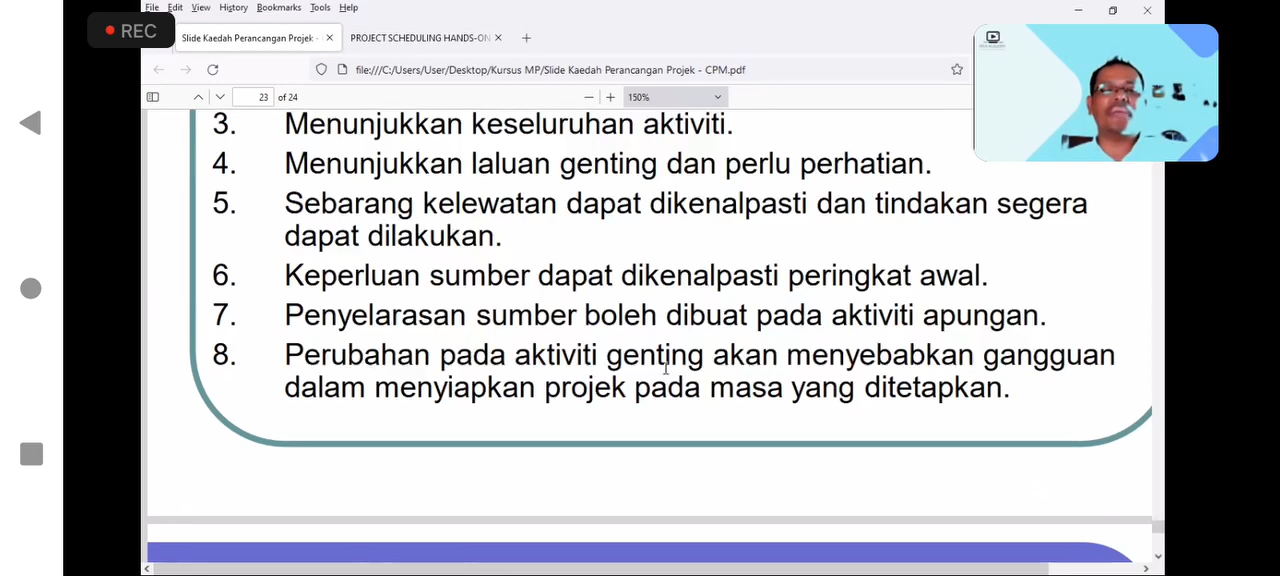 File Edit View History Bookmarks Tools Help
REC
Slide Kaedah Perancangan Projek - PROJECT SCHEDULING HANDS-ON
file:///C:/Users/User/Desktop/Kursus MP/Slide Kaedah Perancangan Projek - CPM.pdf
23 of 24 150%
3. Menunjukkan keseluruhan aktiviti.
4. Menunjukkan laluan genting dan perlu perhatian.
5. Sebarang kelewatan dapat dikenalpasti dan tindakan segera
dapat dilakukan.
6. Keperluan sumber dapat dikenalpasti peringkat awal.
7. Penyelarasan sumber boleh dibuat pada aktiviti apungan.
8. Perubahan pada aktiviti genting akan menyebabkan gangguan
dalam menyiapkan projek pada masa yang ditetapkan.